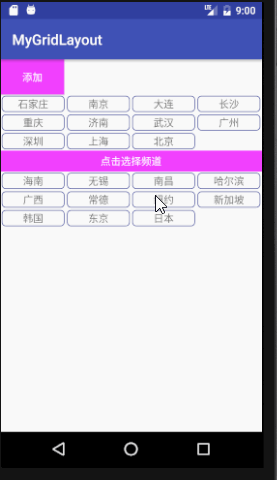 LTE 9:00
MyGridLayout
添加
石家庄 南京 大连 长沙
重庆 济南 武汉 广州
深圳 上海 北京
点击选择频道
海南 无锡 南昌 哈尔滨
广西 常德 约 新加坡
韩国 东京 日本